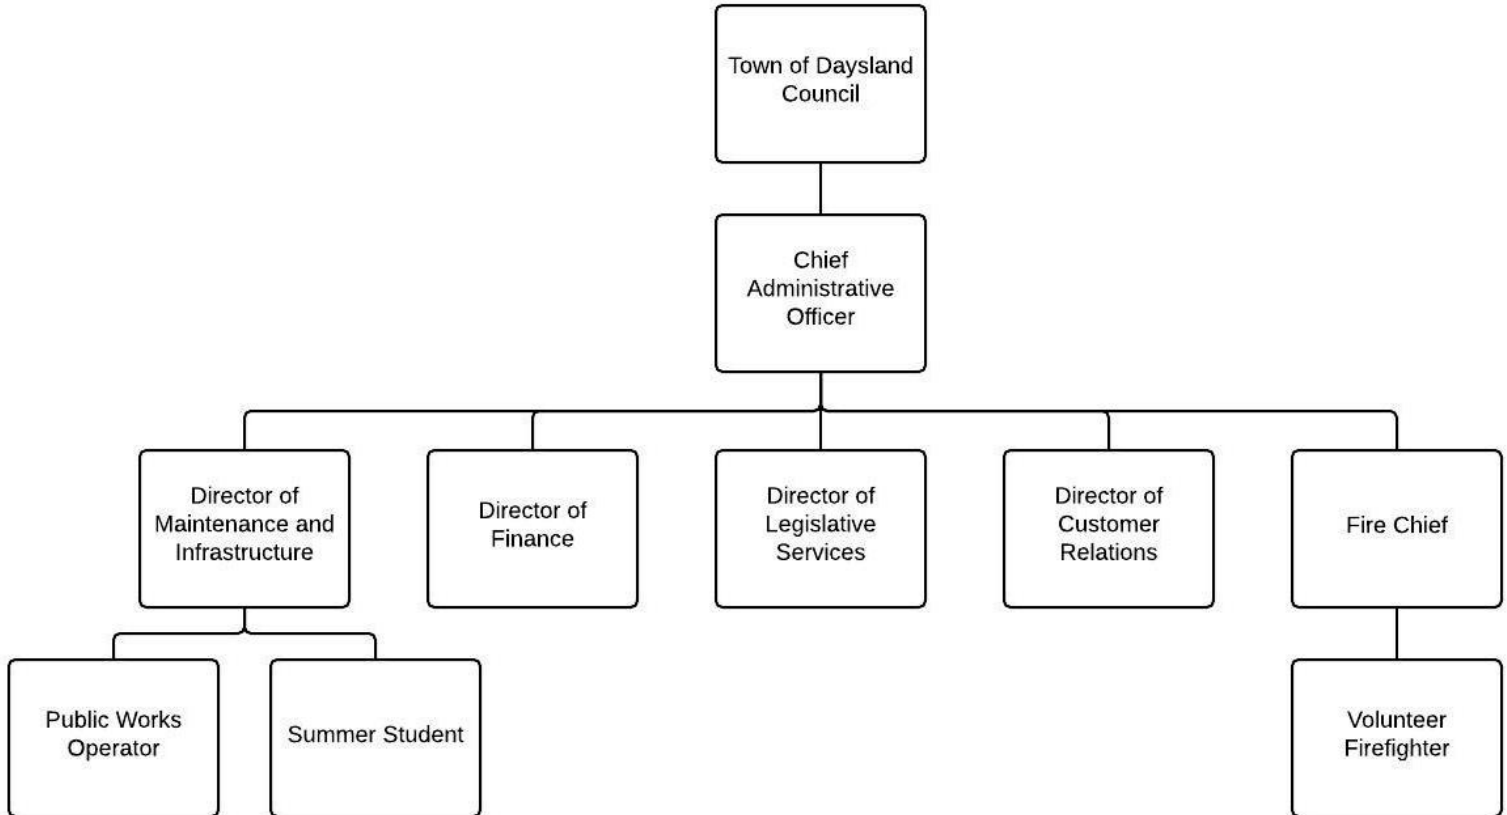 Town of Daysland
Council
Chief
Administrative
Officer
Director of
Maintenance and
Infrastructure
Director of
Finance
Director of
Legislative
Services
Director of
Customer
Relations
Fire Chief
Public Works
Operator
Summer Student
Volunteer
Firefighter